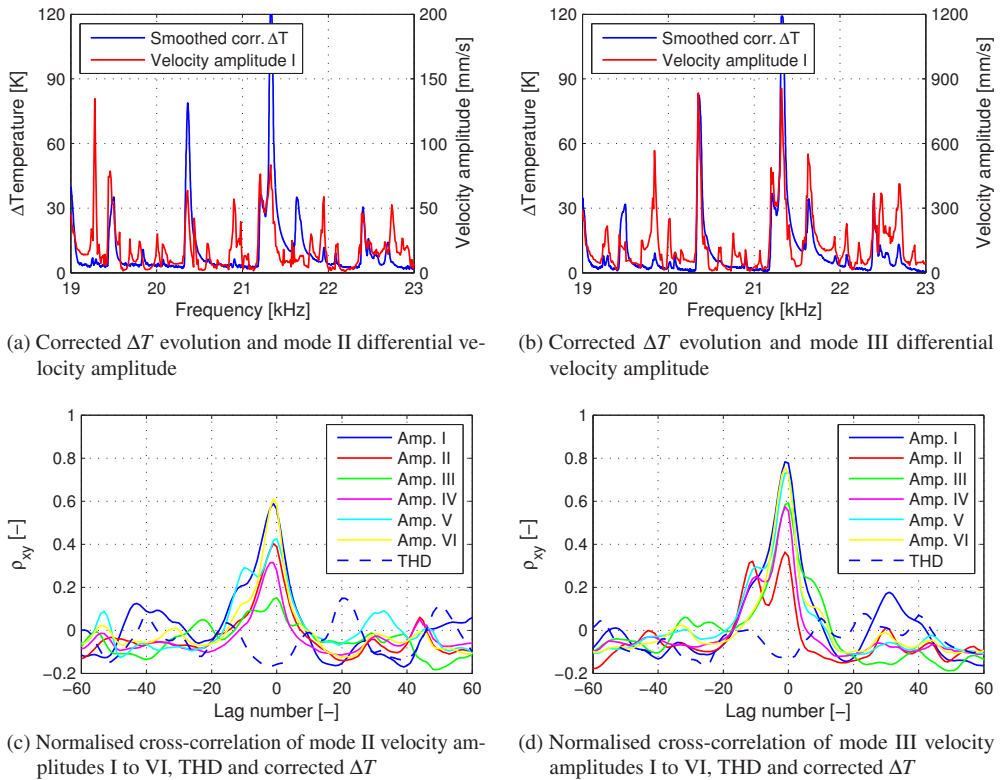 120
90
60
30
0
ΔTemperature [K]
Smoothed corr. ΔT
Velocity amplitude I
200
150
100
50
0
Velocity amplitude [mm/s]
19 20 21 22 23
Frequency [kHz]
(a) Corrected ΔT evolution and mode II differential ve-
locity amplitude
120
90
60
30
0
ΔTemperature [K]
Smoothed corr. ΔT
Velocity amplitude I
1200
900
600
300
0
Velocity amplitude [mm/s]
19 20 21 22 23
Frequency [kHz]
(b) Corrected ΔT evolution and mode III differential
velocity amplitude
1
0.8
0.6
0.4
0.2
0
−0.2
ρxy [−]
Amp. I
Amp. II
Amp. III
Amp. IV
Amp. V
Amp. VI
THD
−60 −40 −20 0 20 40 60
Lag number [−]
(c) Normalised cross-correlation of mode II velocity am-
plitudes I to VI, THD and corrected ΔT
1
0.8
0.6
0.4
0.2
0
−0.2
ρxy [−]
Amp. I
Amp. II
Amp. III
Amp. IV
Amp. V
Amp. VI
THD
−60 −40 −20 0 20 40 60
Lag number [−]
(d) Normalised cross-correlation of mode III velocity
amplitudes I to VI, THD and corrected ΔT